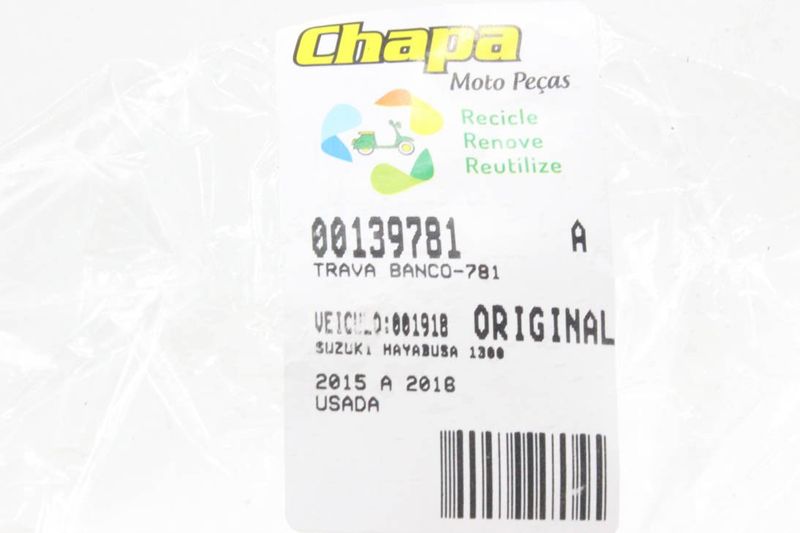 Chapa
Moto Peças
Recicle
Renove
Reutilize
00139781 A
TRAVA BANCO-781
VEICULO:001918 ORIGINAL
SUZUKI HAYABUSA 1300
2015 A 2018
USADA